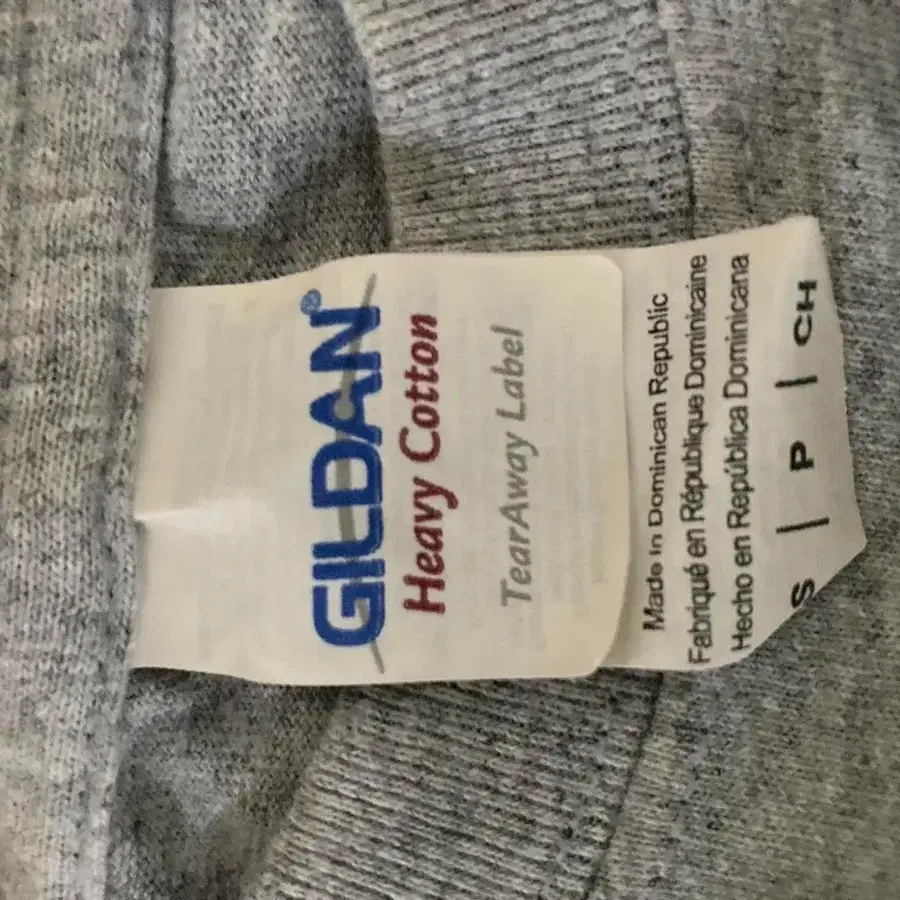 GILDAN®
Heavy Cotton
TearAway Label
Made in Dominican Republic
Fabriqué en République Dominicaine
Hecho en República Dominicana
S | P | CH